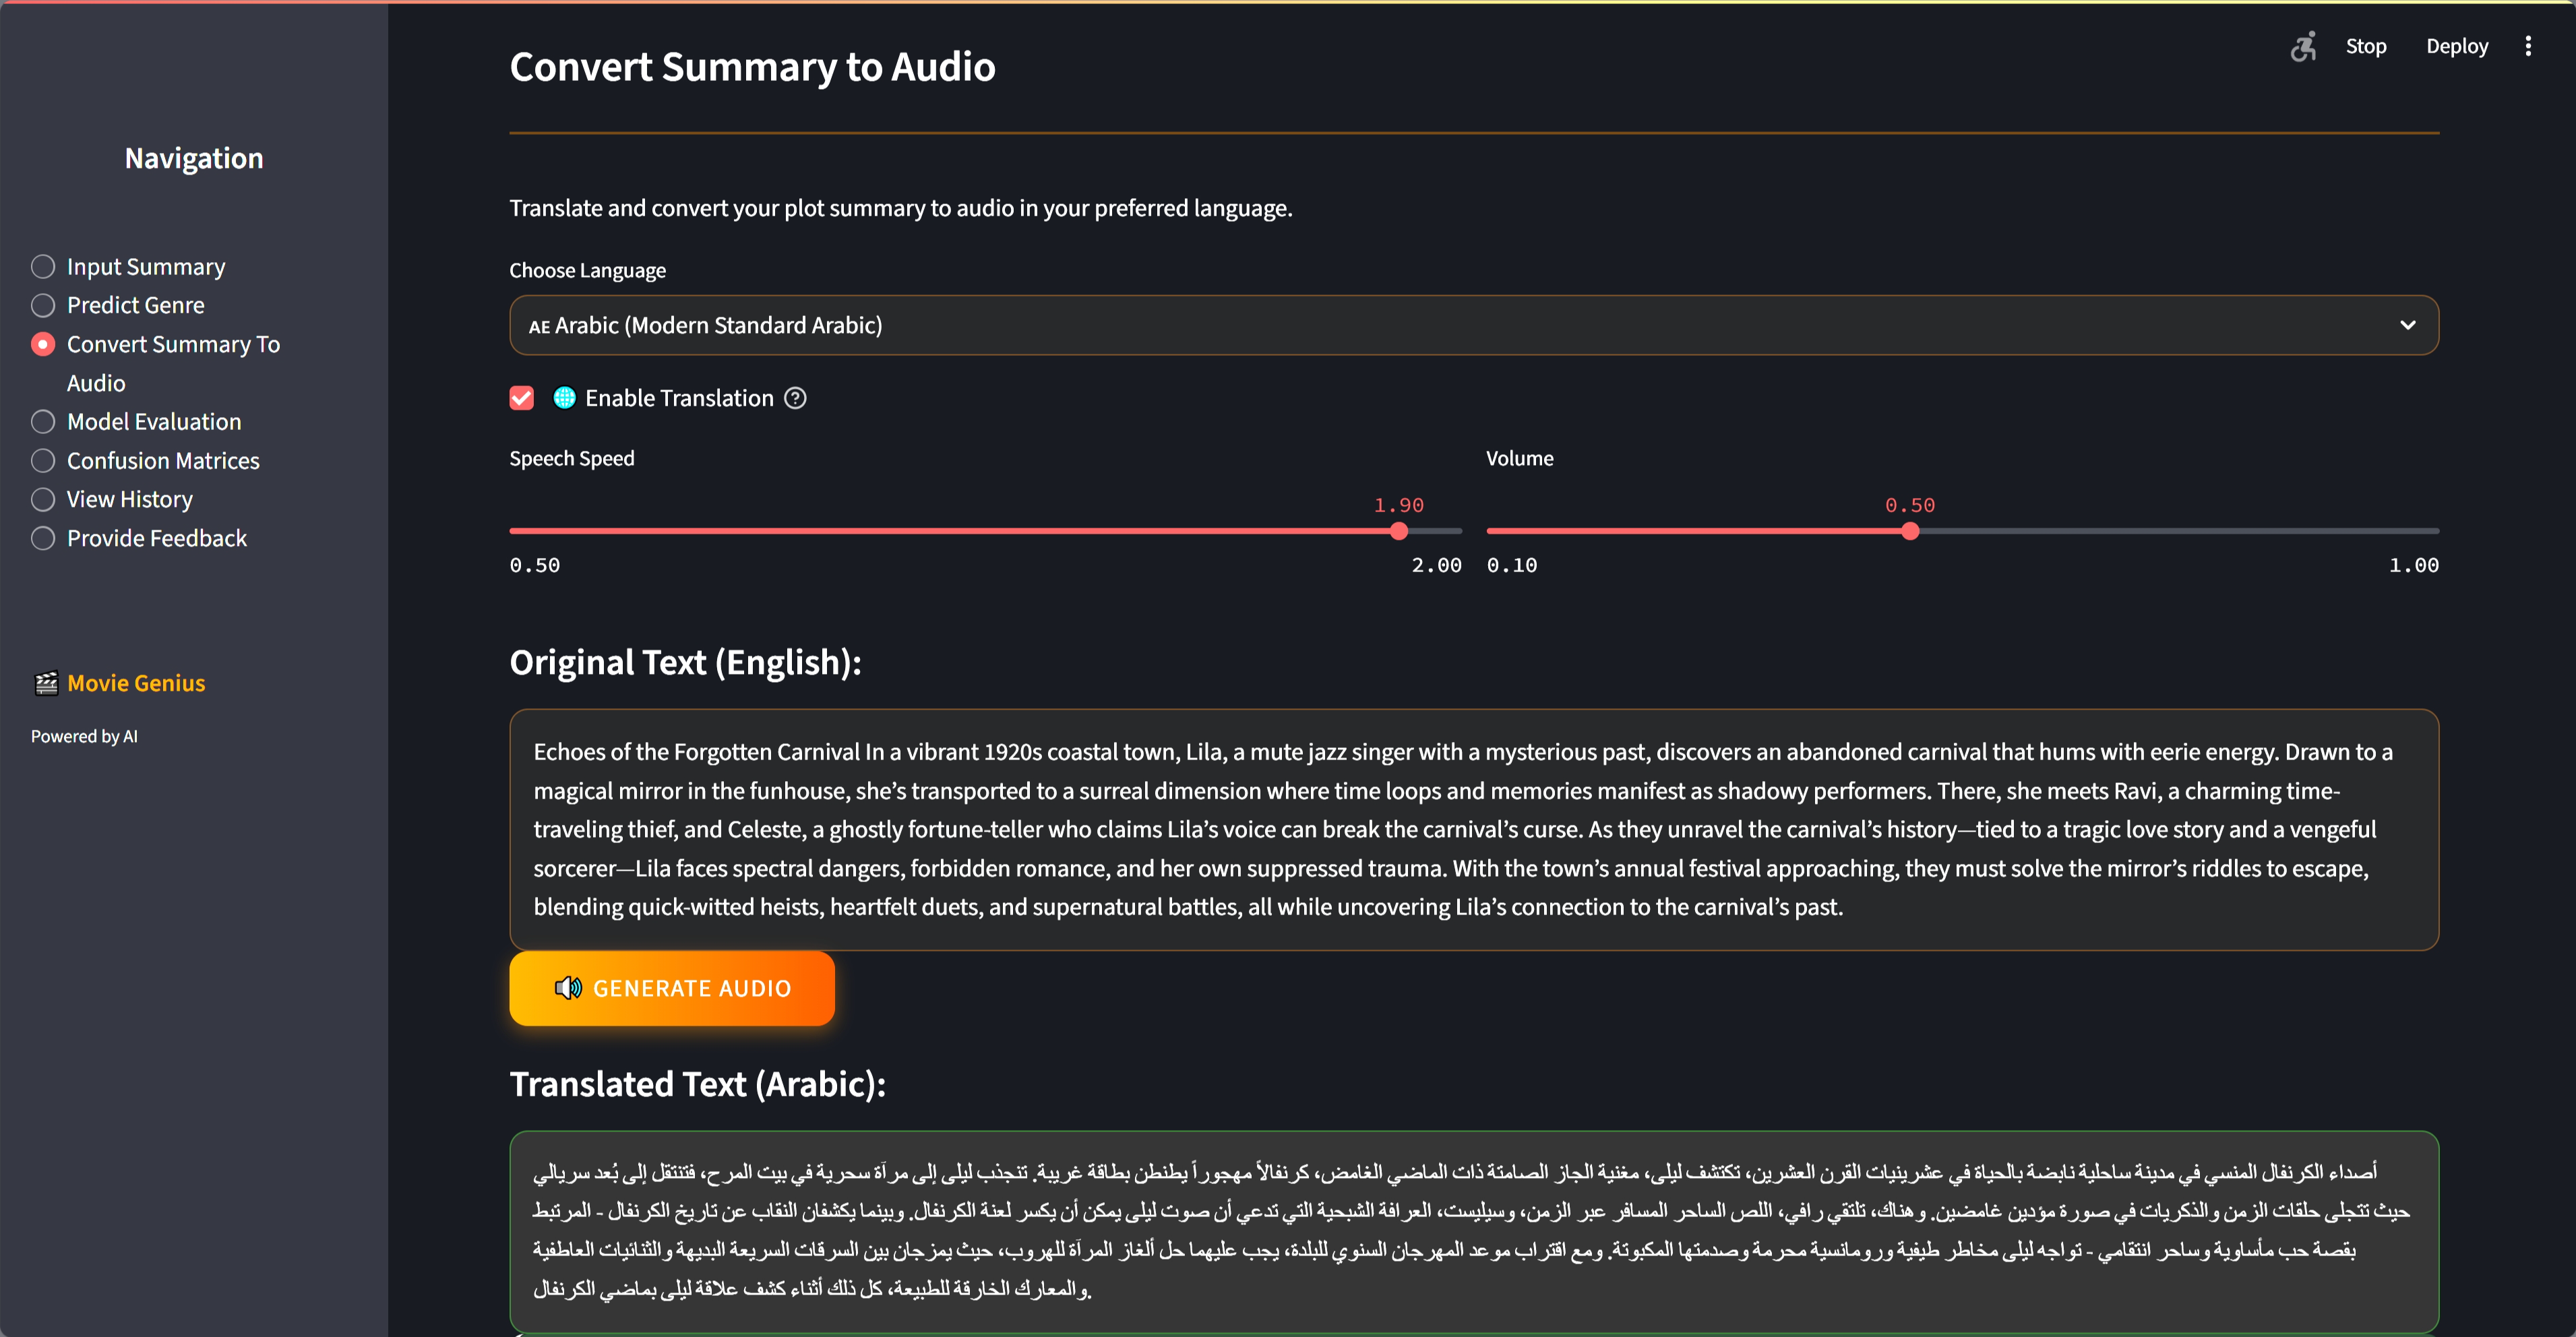 Stop
Deploy
Navigation
Input Summary
Predict Genre
Convert Summary To
Audio
Model Evaluation
Confusion Matrices
View History
Provide Feedback
🎬 Movie Genius
Powered by AI
Convert Summary to Audio
Translate and convert your plot summary to audio in your preferred language.
Choose Language
AE Arabic (Modern Standard Arabic)
🌐 Enable Translation
Speech Speed
1.90
0.50
2.00
Volume
0.50
0.10
1.00
Original Text (English):
Echoes of the Forgotten Carnival In a vibrant 1920s coastal town, Lila, a mute jazz singer with a mysterious past, discovers an abandoned carnival that hums with eerie energy. Drawn to a
magical mirror in the funhouse, she’s transported to a surreal dimension where time loops and memories manifest as shadowy performers. There, she meets Ravi, a charming time-
traveling thief, and Celeste, a ghostly fortune-teller who claims Lila’s voice can break the carnival’s curse. As they unravel the carnival’s history—tied to a tragic love story and a vengeful
sorcerer—Lila faces spectral dangers, forbidden romance, and her own suppressed trauma. With the town’s annual festival approaching, they must solve the mirror’s riddles to escape,
blending quick-witted heists, heartfelt duets, and supernatural battles, all while uncovering Lila’s connection to the carnival’s past.
🔊 GENERATE AUDIO
Translated Text (Arabic):
أصداء الكرنفال المنسي في مدينة ساحلية نابضة بالحياة في عشرينيات القرن العشرين، تكتشف ليلى، مغنية الجاز الصامتة ذات الماضي الغامض، كرنفالاً مهجوراً يطنطن بطاقة غريبة. تنجذب ليلى إلى مرآة سحرية في بيت المرح، فتنتقل إلى بُعد سريالي
حيث تتجلى حلقات الزمن والذكريات في صورة مؤدين غامضين. وهناك، تلتقي رافي، اللص الساحر المسافر عبر الزمن، وسيليست، العرافة الشبحية التي تدعي أن صوت ليلى يمكن أن يكسر لعنة الكرنفال. وبينما يكشفان النقاب عن تاريخ الكرنفال - المرتبط
بقصة حب مأساوية وساحر انتقامي - تواجه ليلى مخاطر طيفية ورومانسية محرمة وصدمتها المكبوتة. ومع اقتراب موعد المهرجان السنوي للبلدة، يجب عليهما حل ألغاز المرآة للهروب، حيث يمزجان بين السرقات السريعة البديهة والثنائيات العاطفية
والمعارك الخارقة للطبيعة، كل ذلك أثناء كشف علاقة ليلى بماضي الكرنفال.